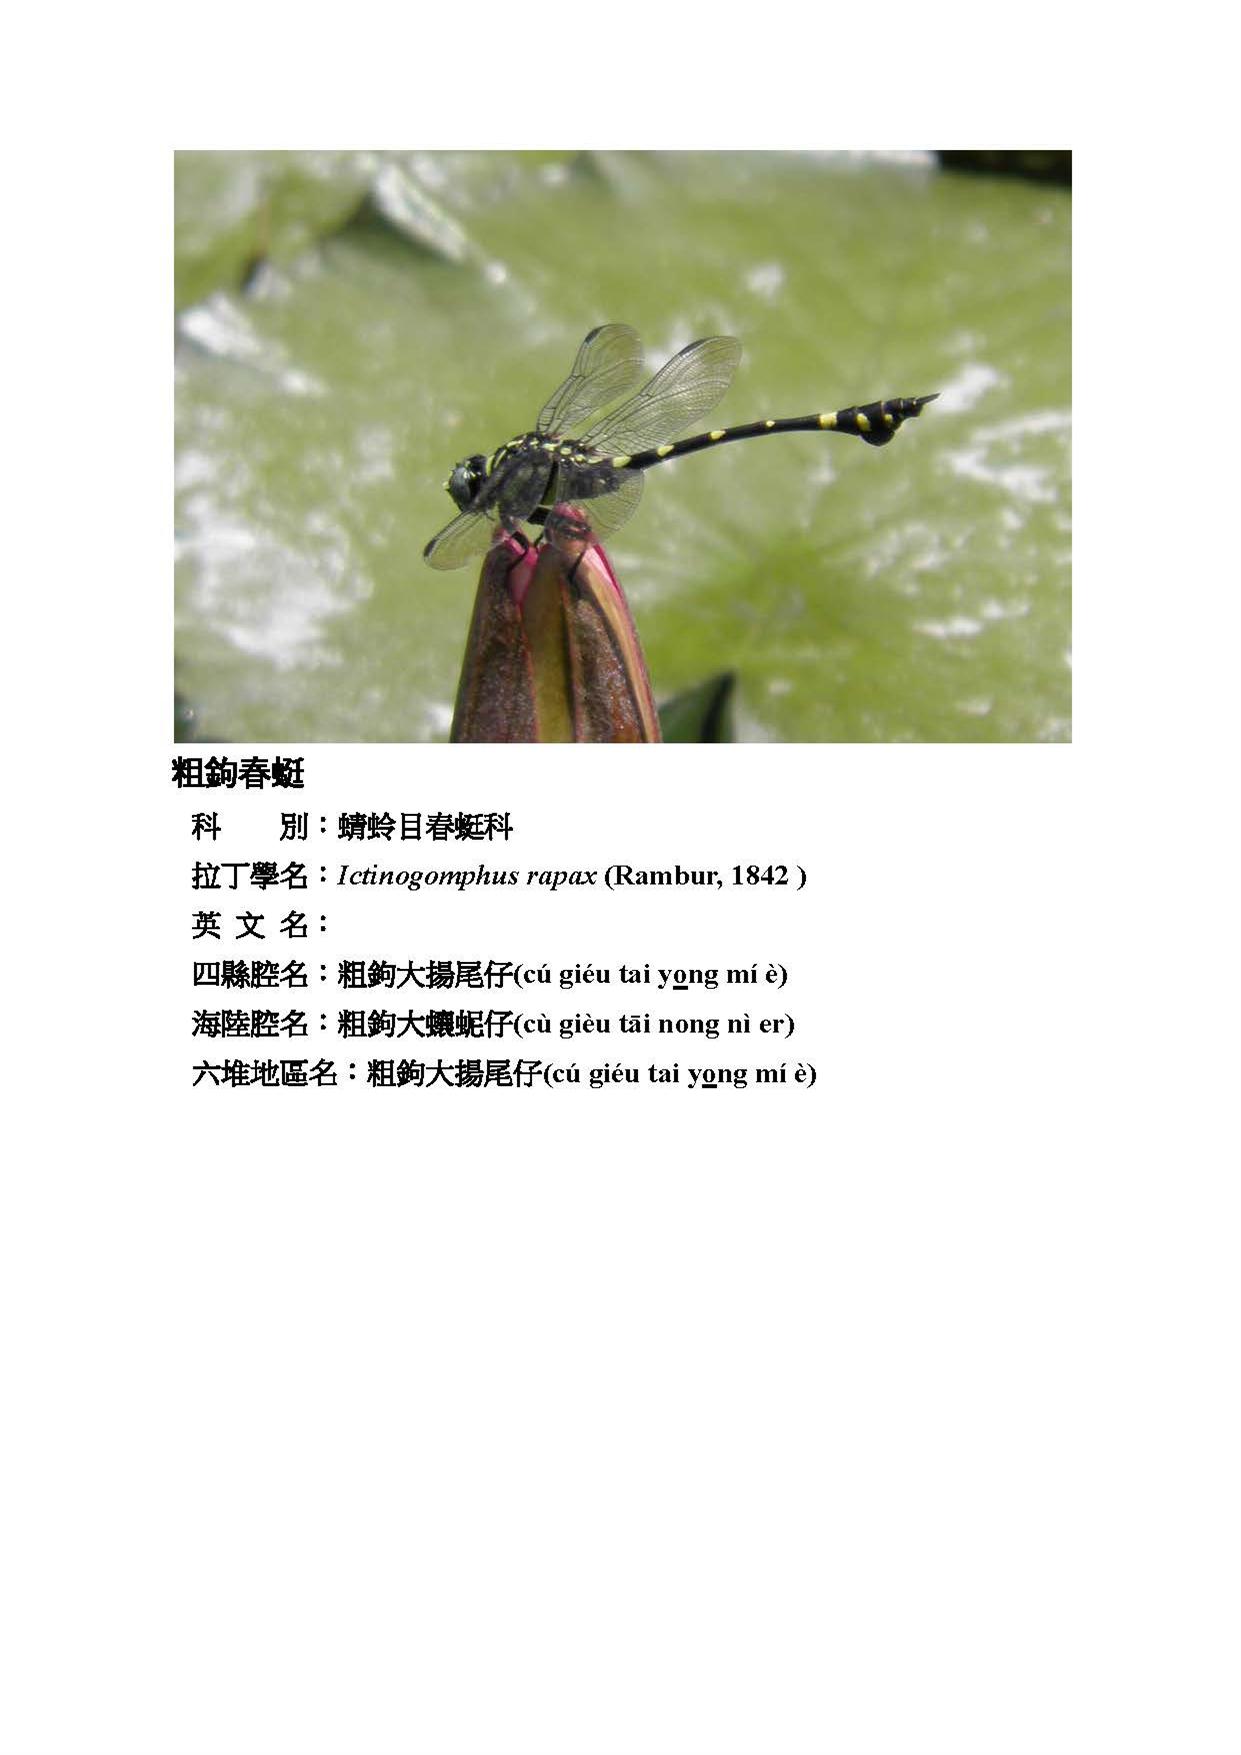 粗鉤春蜓
科　　別：蜻蛉目春蜓科
拉丁學名：Ictinogomphus rapax (Rambur, 1842 )
英 文 名：
四縣腔名：粗鉤大揚尾仔(cú giéu tai yong mí è)
海陸腔名：粗鉤大蠰蚭仔(cù gièu tāi nong nì er)
六堆地區名：粗鉤大揚尾仔(cú giéu tai yong mí è)